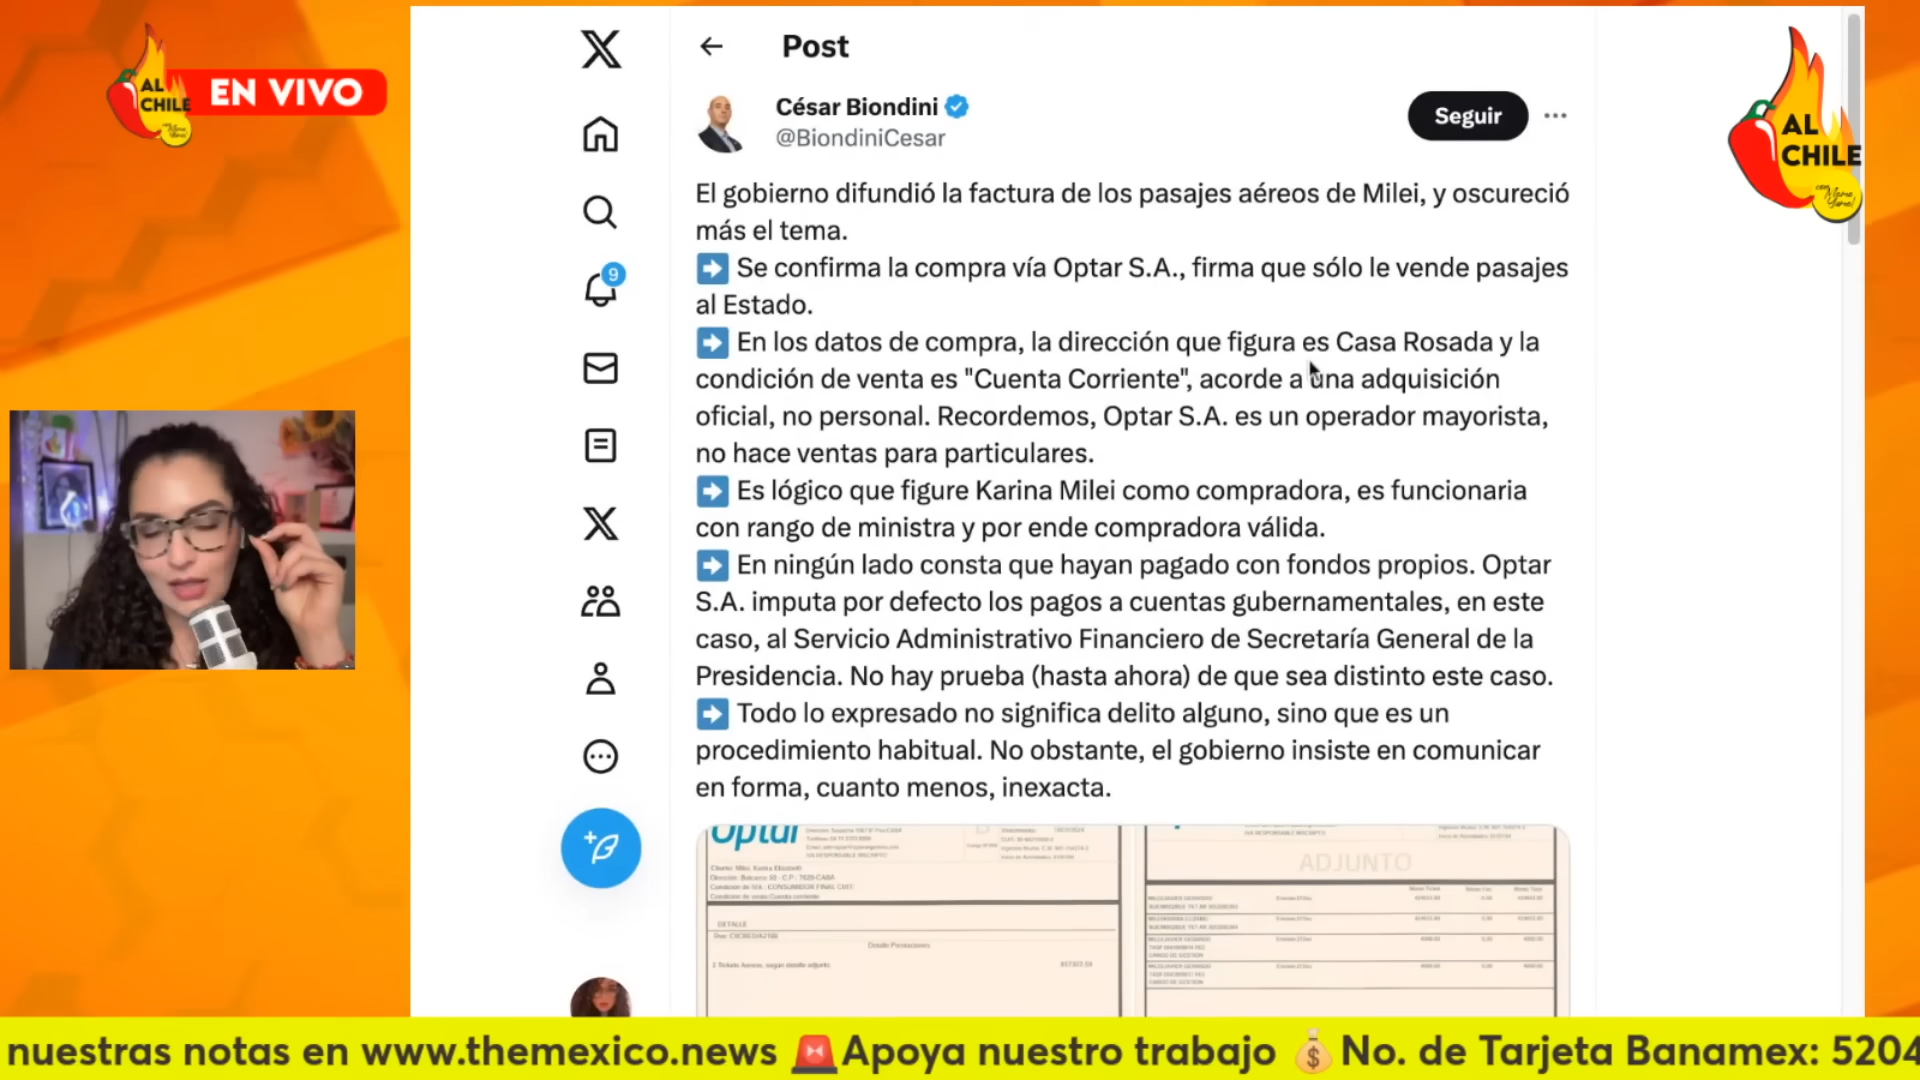 AL
CHILE
EN VIVO
Post
César Biondini
@BiondiniCesar
Seguir
AL
CHILE
9
El gobierno difundió la factura de los pasajes aéreos de Milei, y oscureció
más el tema.
➡️ Se confirma la compra vía Optar S.A., firma que sólo le vende pasajes
al Estado.
➡️ En los datos de compra, la dirección que figura es Casa Rosada y la
condición de venta es "Cuenta Corriente", acorde a una adquisición
oficial, no personal. Recordemos, Optar S.A. es un operador mayorista,
no hace ventas para particulares.
➡️ Es lógico que figure Karina Milei como compradora, es funcionaria
con rango de ministra y por ende compradora válida.
➡️ En ningún lado consta que hayan pagado con fondos propios. Optar
S.A. imputa por defecto los pagos a cuentas gubernamentales, en este
caso, al Servicio Administrativo Financiero de Secretaría General de la
Presidencia. No hay prueba (hasta ahora) de que sea distinto este caso.
➡️ Todo lo expresado no significa delito alguno, sino que es un
procedimiento habitual. No obstante, el gobierno insiste en comunicar
en forma, cuanto menos, inexacta.
Optar
ADJUNTO
DETALLE
nuestras notas en www.themexico.news 🚨Apoya nuestro trabajo 💰No. de Tarjeta Banamex: 5204